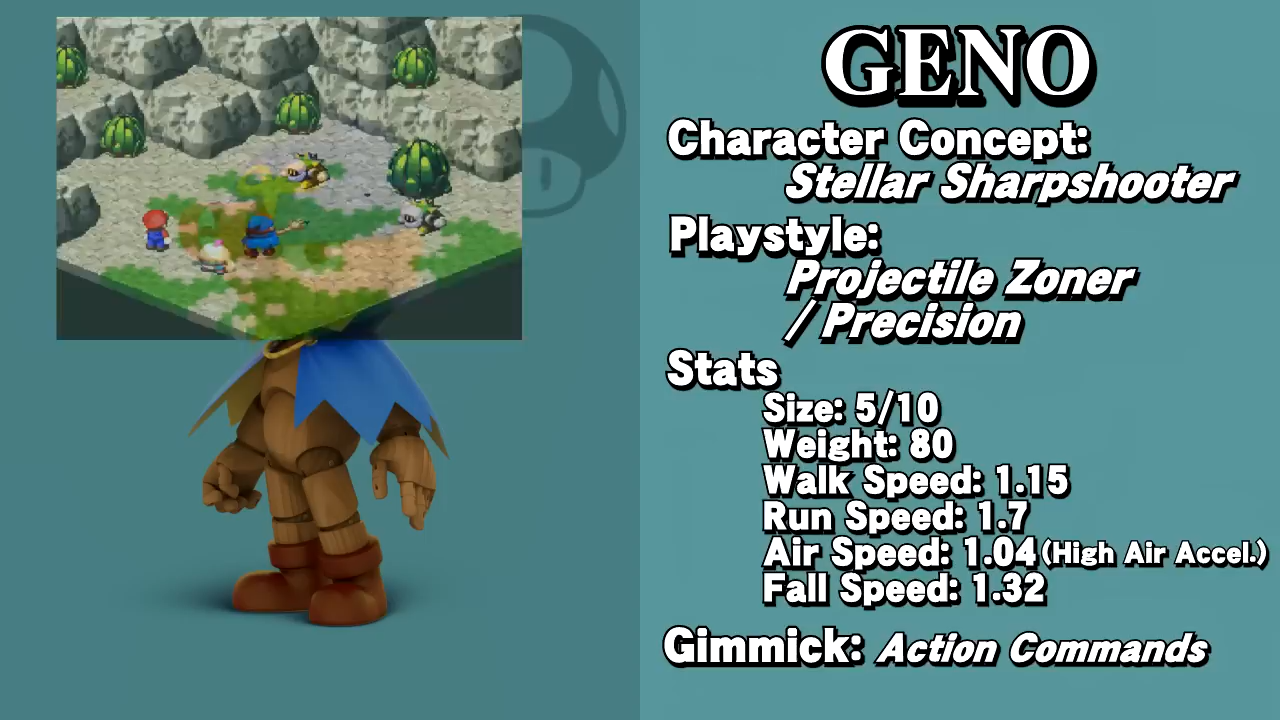 GENO
Character Concept:
Stellar Sharpshooter
Playstyle:
Projectile Zoner
/ Precision
Stats
Size: 5/10
Weight: 80
Walk Speed: 1.15
Run Speed: 1.7
Air Speed: 1.04 (High Air Accel.)
Fall Speed: 1.32
Gimmick: Action Commands